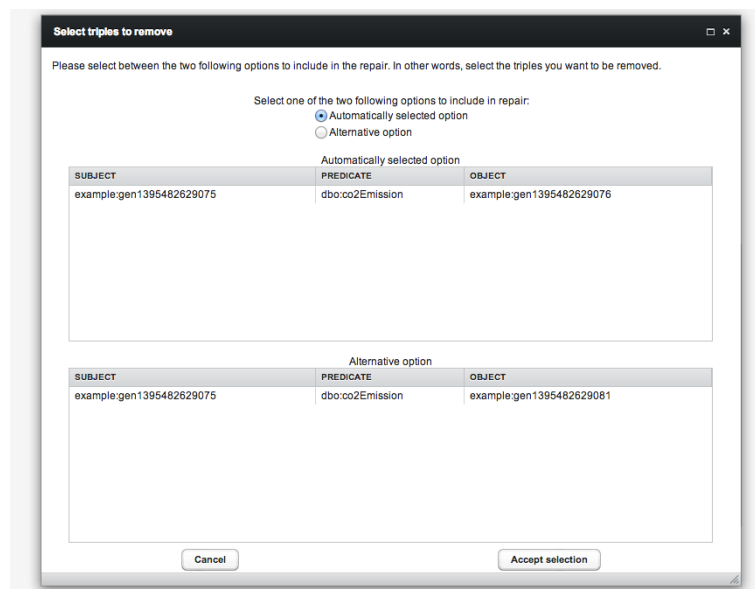 Select triples to remove
Please select between the two following options to include in the repair. In other words, select the triples you want to be removed.
Select one of the two following options to include in repair:
Automatically selected option
Alternative option
Automatically selected option
SUBJECT PREDICATE OBJECT
example:gen1395482629075 dbo:co2Emission example:gen1395482629076
Alternative option
SUBJECT PREDICATE OBJECT
example:gen1395482629075 dbo:co2Emission example:gen1395482629081
Cancel Accept selection